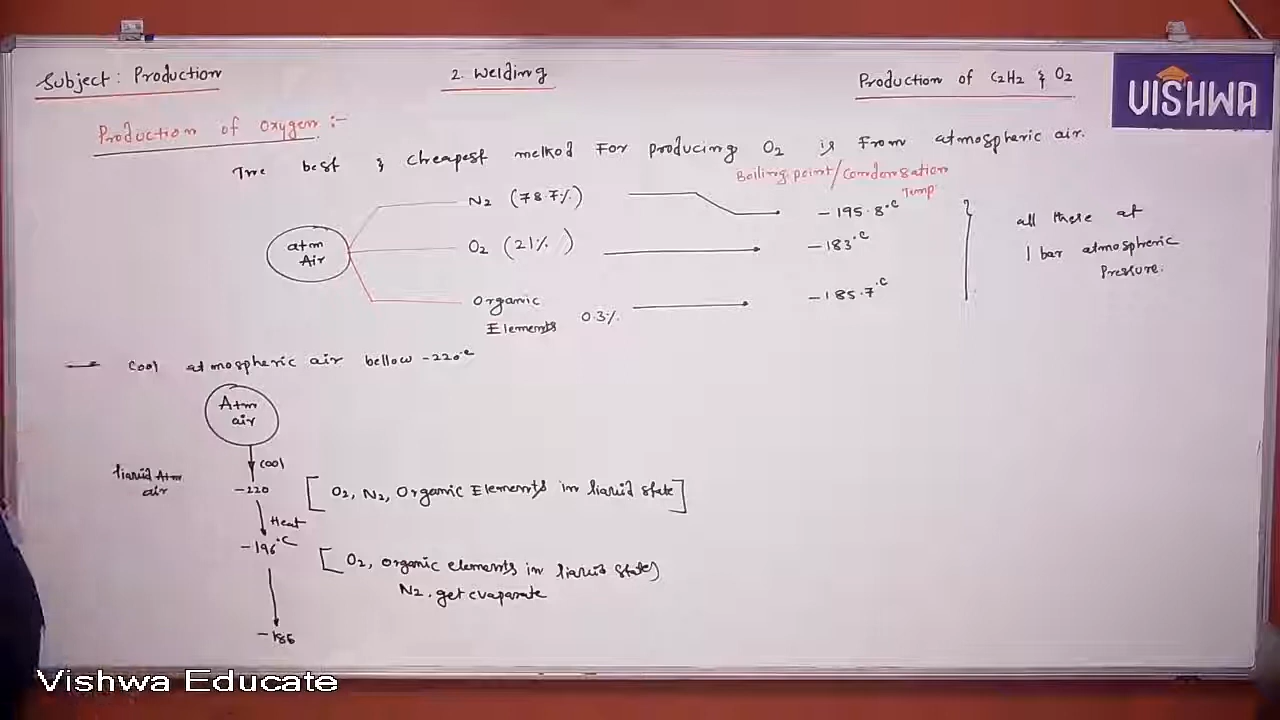 Subject: Production
2. Welding
Production of C2H2 & O2
VISHWA
Production of Oxygen :-
The best & cheapest method For producing O2 is From atmospheric air.
Boiling point/Condensation
Temp.
atm
Air
N2 (78.7%)
-195.8°C
O2 (21%)
-183°C
Organic
Elements 0.3%
-185.7°C
all these at
1 bar atmospheric
Pressure.
Cool atmospheric air bellow -220°C
Atm
air
cool
liquid Atm
air
-220 [ O2, N2, Organic Elements in liquid state]
Heat
-196°C [ O2, organic elements in liquid state)
N2. get evaparate
-186
Vishwa Educate